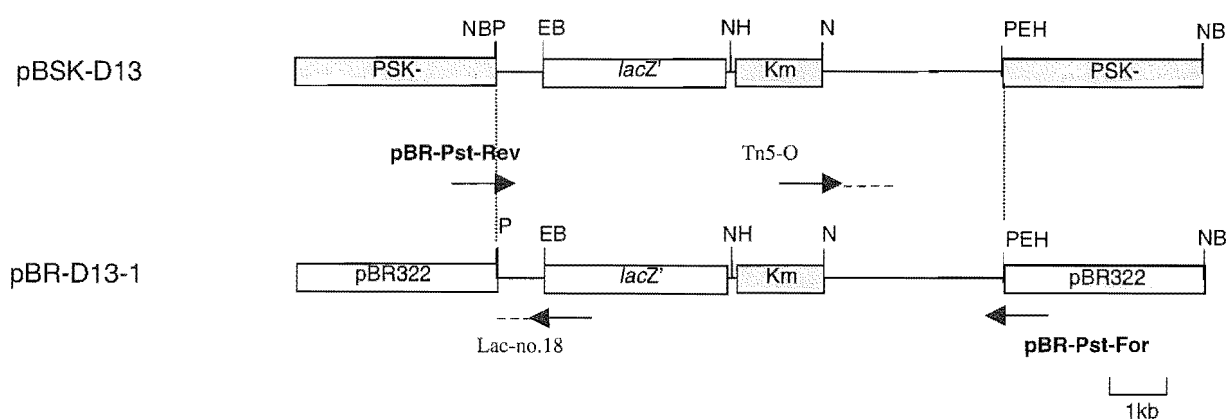 NBP EB NH N PEH NB
pBSK-D13 PSK- lacZ' Km PSK-
pBR-Pst-Rev Tn5-O
P EB NH N PEH NB
pBR-D13-1 pBR322 lacZ' Km pBR322
Lac-no.18 pBR-Pst-For
1kb